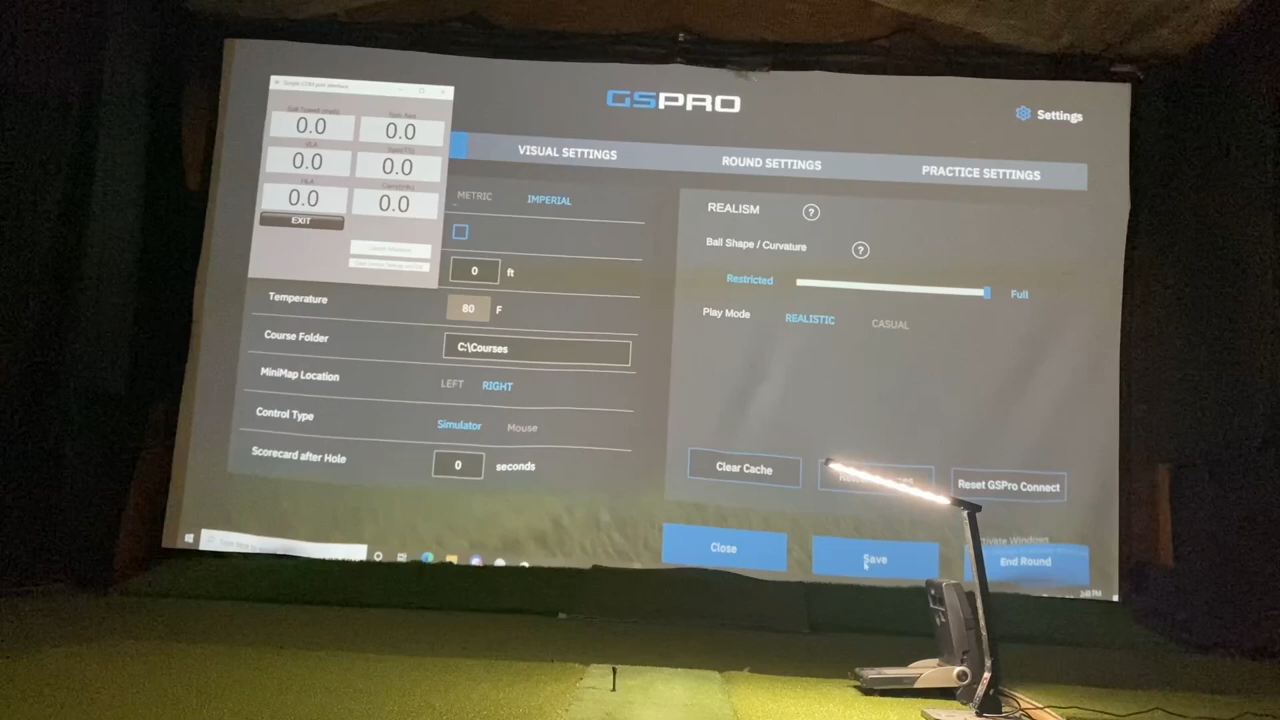 GSPRO
Settings
VISUAL SETTINGS
ROUND SETTINGS
PRACTICE SETTINGS
0.0
0.0
0.0
0.0
0.0
0.0
EXIT
METRIC IMPERIAL
0 ft
Temperature 80 F
Course Folder C:\Courses
MiniMap Location LEFT RIGHT
Control Type Simulator Mouse
Scorecard after Hole 0 seconds
REALISM ?
Ball Shape / Curvature ?
Restricted Full
Play Mode REALISTIC CASUAL
Clear Cache
Reset GSPro Connect
Close
Save
End Round